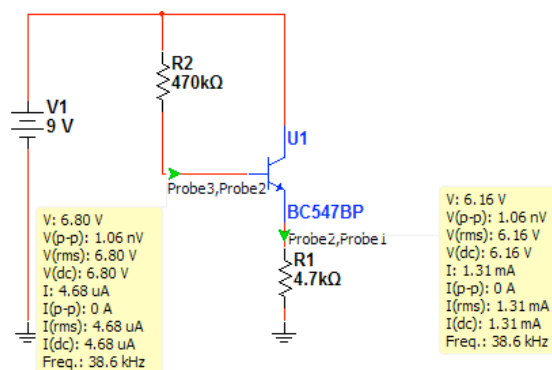 R2
470kΩ
V1
9 V
U1
Probe3,Probe2
BC547BP
Probe2,Probe1
R1
4.7kΩ
V: 6.80 V
V(p-p): 1.06 nV
V(rms): 6.80 V
V(dc): 6.80 V
I: 4.68 uA
I(p-p): 0 A
I(rms): 4.68 uA
I(dc): 4.68 uA
Freq.: 38.6 kHz
V: 6.16 V
V(p-p): 1.06 nV
V(rms): 6.16 V
V(dc): 6.16 V
I: 1.31 mA
I(p-p): 0 A
I(rms): 1.31 mA
I(dc): 1.31 mA
Freq.: 38.6 kHz